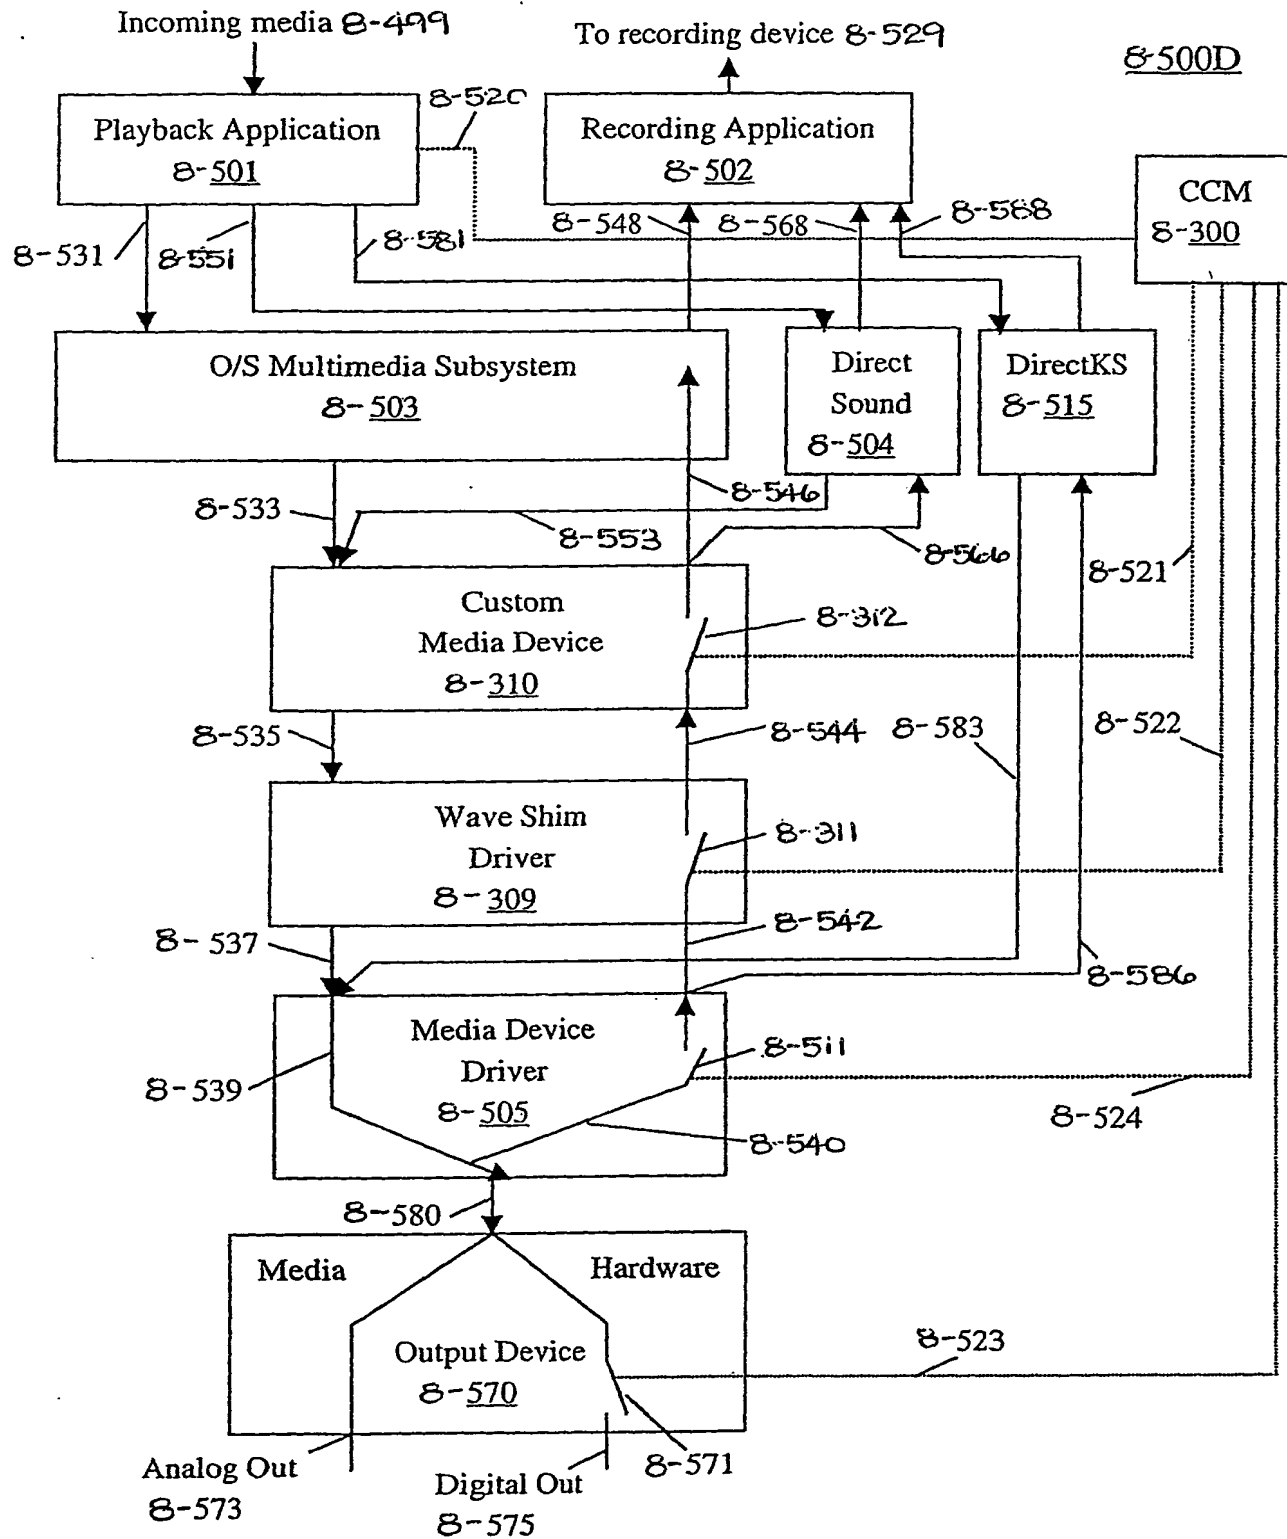 Incoming media 8-499
To recording device 8-529
8-500D
8-520
Playback Application
8-501
Recording Application
8-502
CCM
8-300
8-531
8-551
8-581
8-548
8-568
8-588
O/S Multimedia Subsystem
8-503
Direct
Sound
8-504
DirectKS
8-515
8-533
8-553
8-546
8-566
8-521
Custom
Media Device
8-310
8-312
8-535
8-544
8-583
8-522
Wave Shim
Driver
8-309
8-311
8-537
8-542
8-586
Media Device
Driver
8-505
8-511
8-539
8-540
8-524
8-580
Media
Hardware
Output Device
8-570
8-523
Analog Out
8-573
Digital Out
8-575
8-571